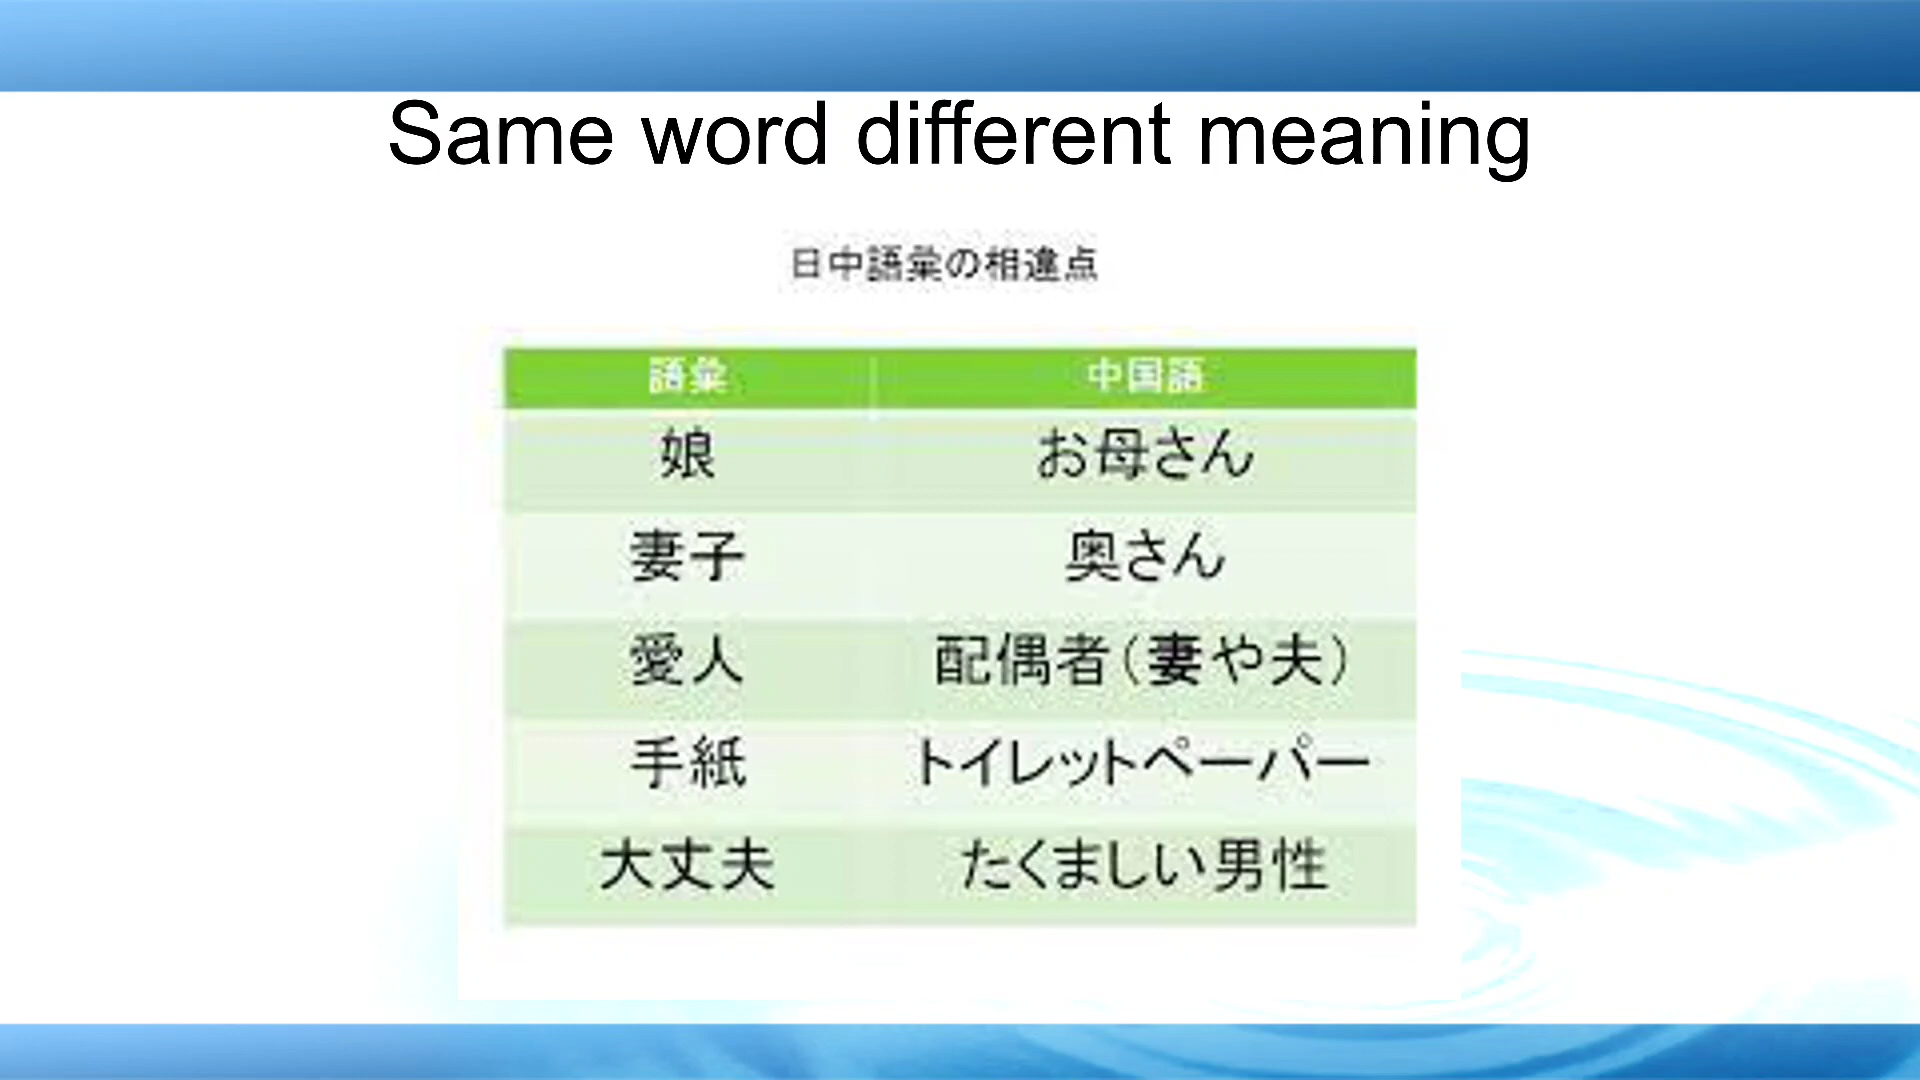 Same word different meaning
日中語彙の相違点
語彙 中国語
娘 お母さん
妻子 奥さん
愛人 配偶者（妻や夫）
手紙 トイレットペーパー
大丈夫 たくましい男性